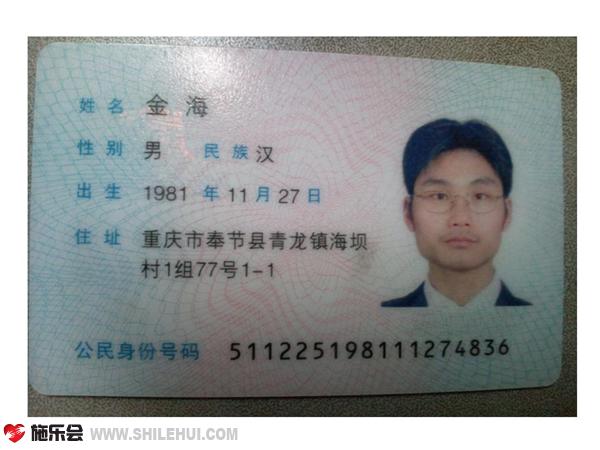 姓名 金海
性别 男 民族 汉
出生 1981 年 11 月 27 日
住址 重庆市奉节县青龙镇海坝
村1组77号1-1
公民身份号码 511225198111274836
施乐会 WWW.SHILEHUI.COM